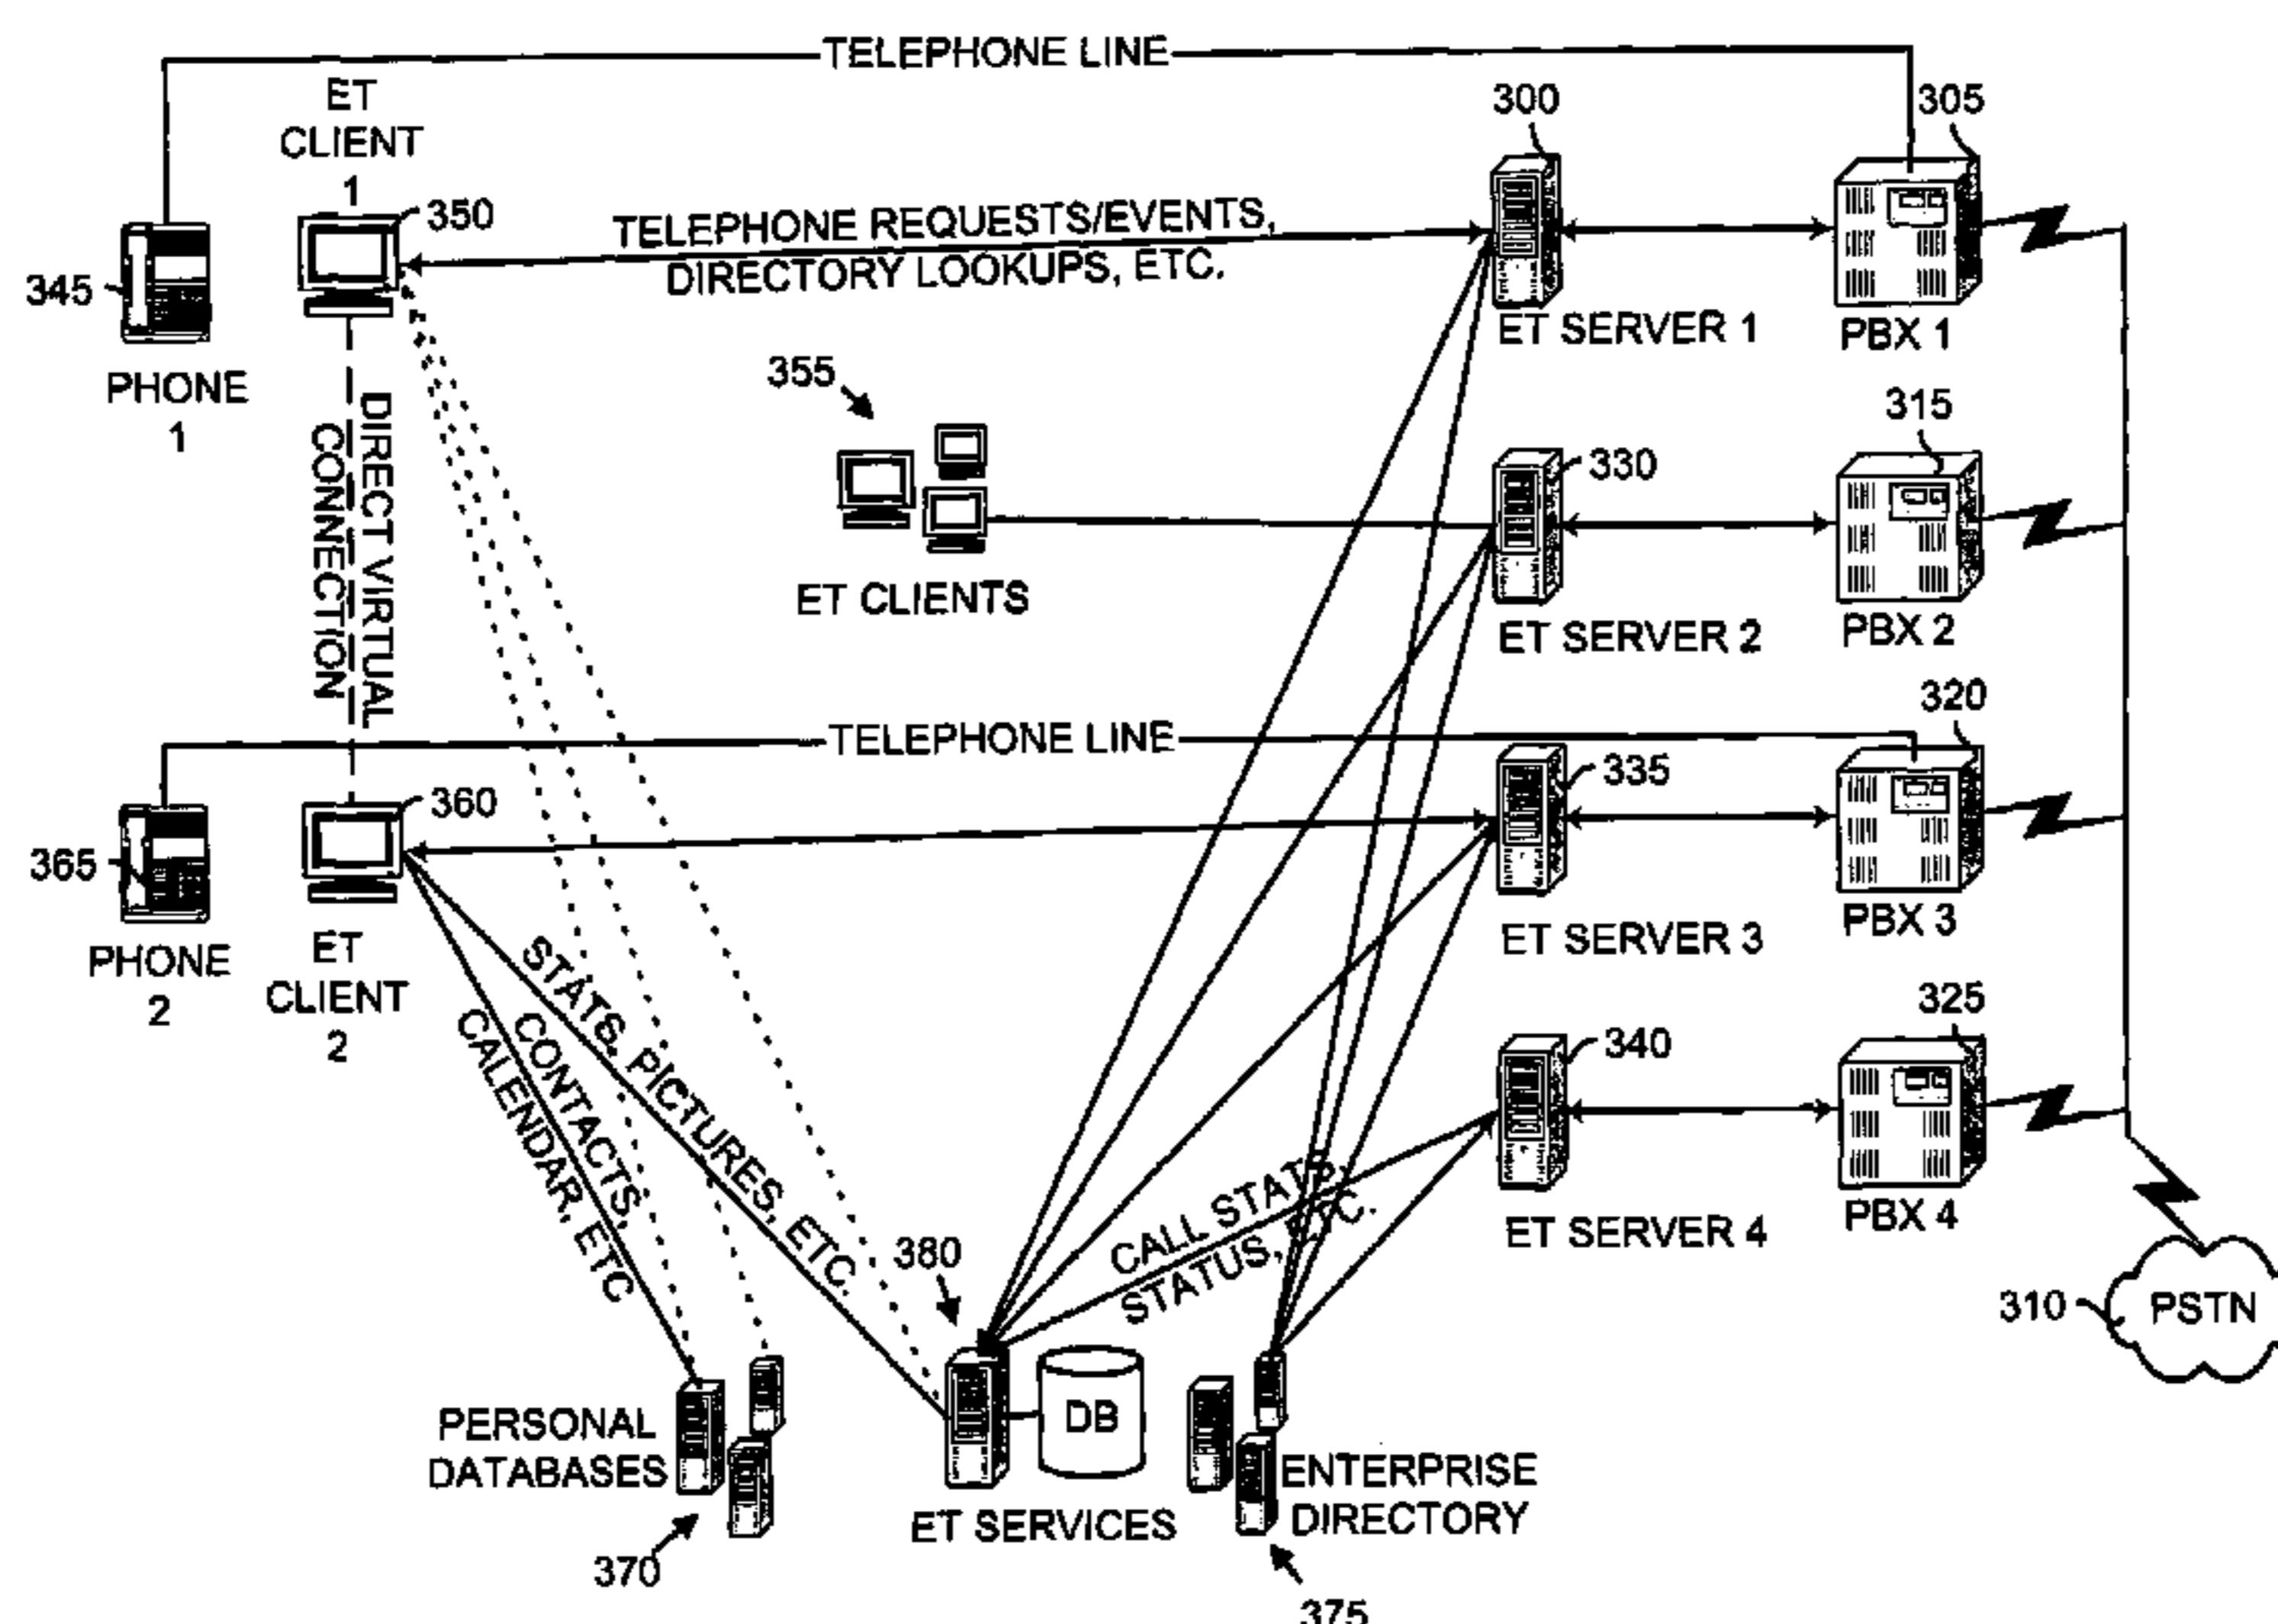 TELEPHONE LINE
ET
CLIENT
1
300
305
350
TELEPHONE REQUESTS/EVENTS,
DIRECTORY LOOKUPS, ETC.
345
ET SERVER 1
PBX 1
PHONE
1
355
315
DIRECT VIRTUAL
CONNECTION
330
ET CLIENTS
ET SERVER 2
PBX 2
320
TELEPHONE LINE
335
360
365
PHONE
2
ET
CLIENT
2
ET SERVER 3
PBX 3
325
STATS, PICTURES, ETC.
CONTACTS,
CALENDAR, ETC
340
CALL STATS,
STATUS, ETC.
ET SERVER 4
PBX 4
380
310
PSTN
PERSONAL
DATABASES
DB
ENTERPRISE
DIRECTORY
ET SERVICES
370
375